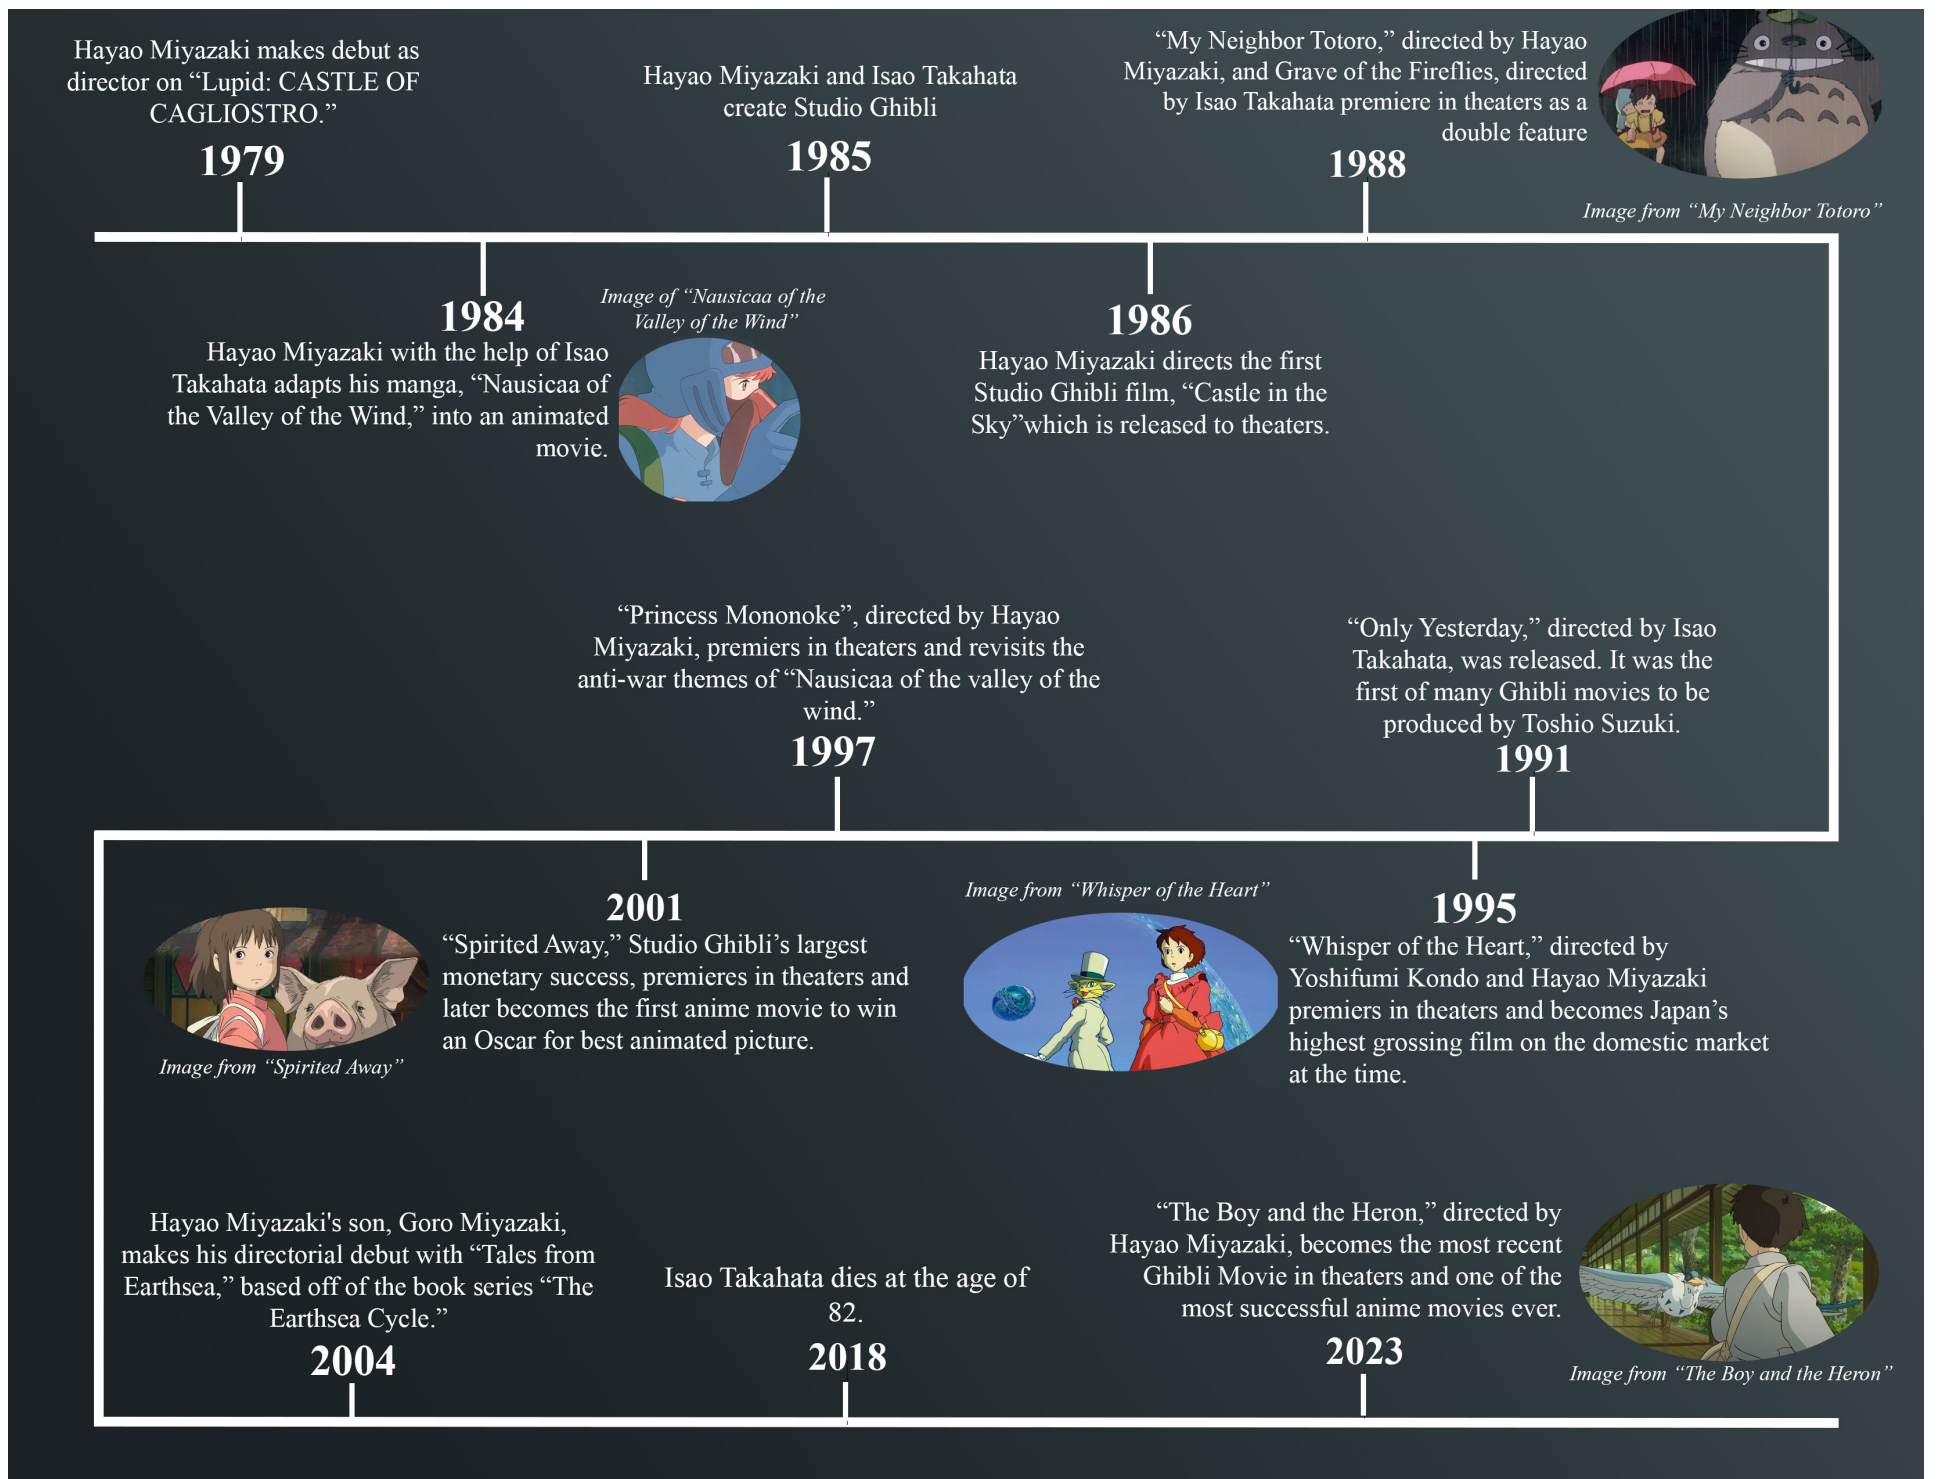 Hayao Miyazaki makes debut as
director on “Lupid: CASTLE OF
CAGLIOSTRO.”
1979
1984
Hayao Miyazaki with the help of Isao
Takahata adapts his manga, “Nausicaa of
the Valley of the Wind,” into an animated
movie.
Image of “Nausicaa of the
Valley of the Wind”
Hayao Miyazaki and Isao Takahata
create Studio Ghibli
1985
1986
Hayao Miyazaki directs the first
Studio Ghibli film, “Castle in the
Sky”which is released to theaters.
“My Neighbor Totoro,” directed by Hayao
Miyazaki, and Grave of the Fireflies, directed
by Isao Takahata premiere in theaters as a
double feature
1988
Image from “My Neighbor Totoro”
“Only Yesterday,” directed by Isao
Takahata, was released. It was the
first of many Ghibli movies to be
produced by Toshio Suzuki.
1991
1995
“Whisper of the Heart,” directed by
Yoshifumi Kondo and Hayao Miyazaki
premiers in theaters and becomes Japan’s
highest grossing film on the domestic market
at the time.
Image from “Whisper of the Heart”
“Princess Mononoke”, directed by Hayao
Miyazaki, premiers in theaters and revisits the
anti-war themes of “Nausicaa of the valley of the
wind.”
1997
2001
“Spirited Away,” Studio Ghibli’s largest
monetary success, premieres in theaters and
later becomes the first anime movie to win
an Oscar for best animated picture.
Image from “Spirited Away”
Hayao Miyazaki's son, Goro Miyazaki,
makes his directorial debut with “Tales from
Earthsea,” based off of the book series “The
Earthsea Cycle.”
2004
Isao Takahata dies at the age of
82.
2018
“The Boy and the Heron,” directed by
Hayao Miyazaki, becomes the most recent
Ghibli Movie in theaters and one of the
most successful anime movies ever.
2023
Image from “The Boy and the Heron”